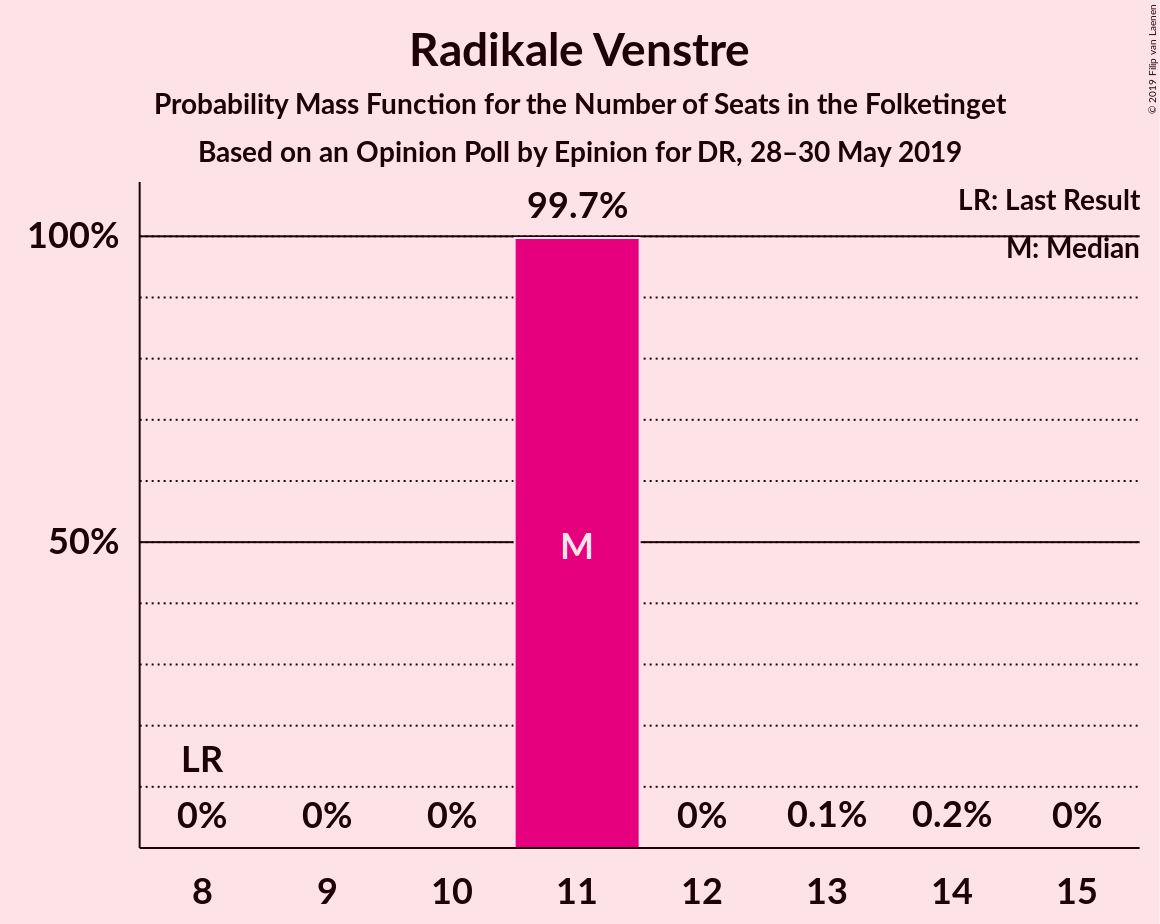 Radikale Venstre
Probability Mass Function for the Number of Seats in the Folketinget
Based on an Opinion Poll by Epinion for DR, 28–30 May 2019
© 2019 Filip van Laenen
LR: Last Result
M: Median
99.7%
100%
50%
M
LR
0% 0% 0% 0% 0.1% 0.2% 0%
8 9 10 11 12 13 14 15